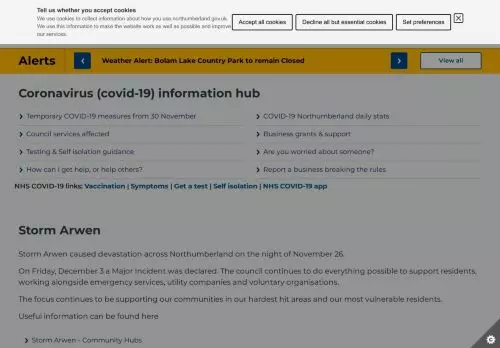 Tell us whether you accept cookies
We use cookies to collect information about how you use northumberland.gov.uk.
We use this information to make the website work as well as possible and improve
our services.
Accept all cookies
Decline all but essential cookies
Set preferences
Alerts
Weather Alert: Bolam Lake Country Park to remain Closed
View all
Coronavirus (covid-19) information hub
Temporary COVID-19 measures from 30 November
COVID-19 Northumberland daily stats
Council services affected
Business grants & support
Testing & Self isolation guidance
Are you worried about someone?
How can I get help, or help others?
Report a business breaking the rules
NHS COVID-19 links: Vaccination | Symptoms | Get a test | Self isolation | NHS COVID-19 app
Storm Arwen
Storm Arwen caused devastation across Northumberland on the night of November 26.
On Friday, December 3 a Major Incident was declared. The council continues to do everything possible to support residents,
working alongside emergency services, utility companies and voluntary organisations.
The focus continues to be supporting our communities in our hardest hit areas and our most vulnerable residents.
Useful information can be found here
Storm Arwen - Community Hubs